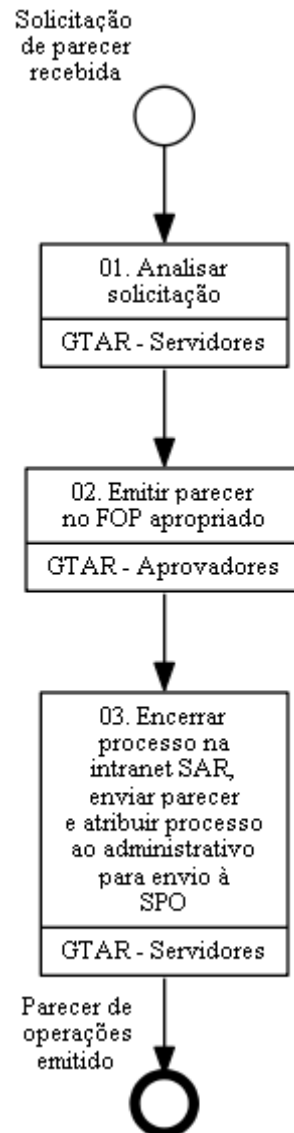 Solicitação
de parecer
recebida
01. Analisar
solicitação
GTAR - Servidores
02. Emitir parecer
no FOP apropriado
GTAR - Aprovadores
03. Encerrar
processo na
intranet SAR,
enviar parecer
e atribuir processo
ao administrativo
para envio à
SPO
GTAR - Servidores
Parecer de
operações
emitido